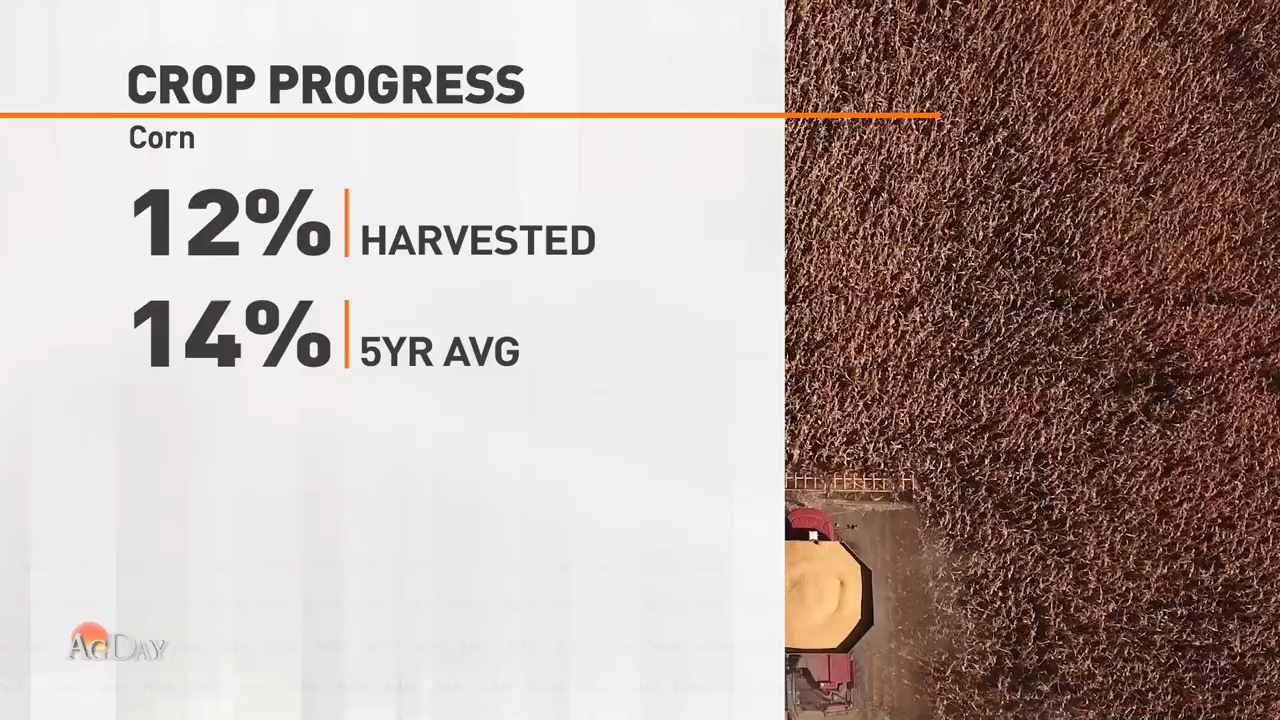 CROP PROGRESS
Corn
12% HARVESTED
14% 5YR AVG
AGDAY